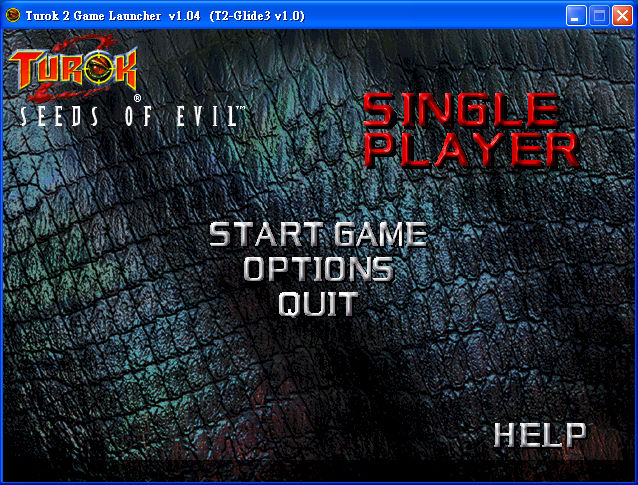 Turok 2 Game Launcher v1.04 (T2-Glide3 v1.0)
TUROK
®
SEEDS OF EVIL™
SINGLE
PLAYER
START GAME
OPTIONS
QUIT
HELP